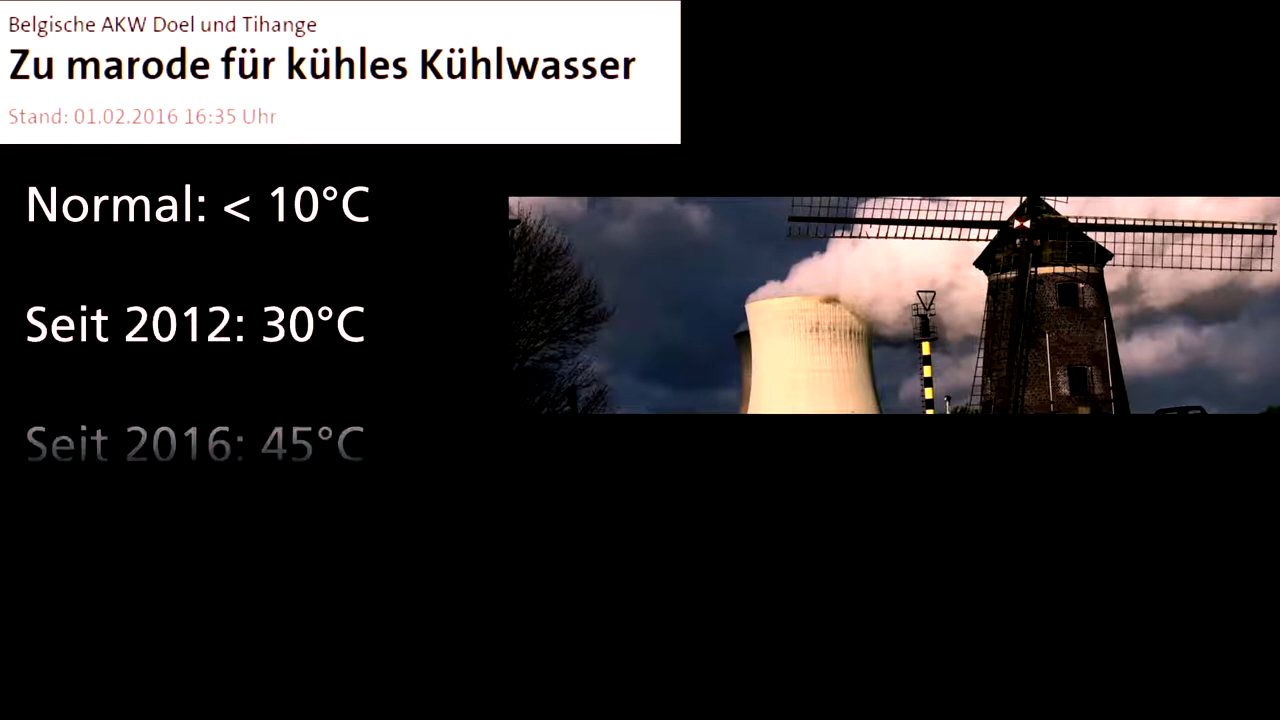 Belgische AKW Doel und Tihange
Zu marode für kühles Kühlwasser
Stand: 01.02.2016 16:35 Uhr
Normal: < 10°C
Seit 2012: 30°C
Seit 2016: 45°C